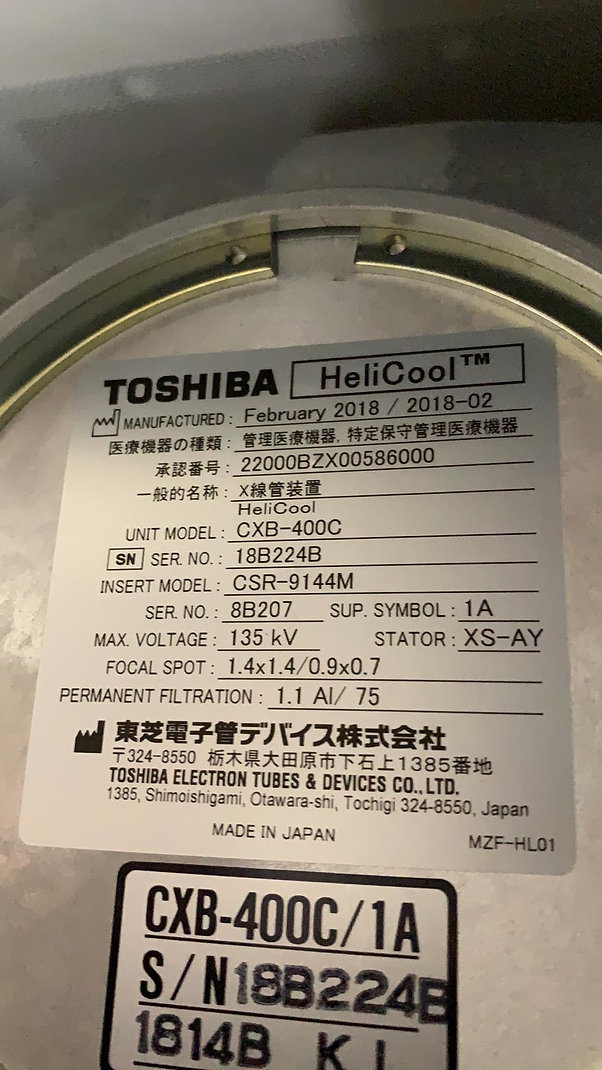 TOSHIBA HeliCool™
MANUFACTURED : February 2018 / 2018-02
医療機器の種類 : 管理医療機器, 特定保守管理医療機器
承認番号 : 22000BZX00586000
一般的名称 : X線管装置
HeliCool
UNIT MODEL : CXB-400C
SN SER. NO. : 18B224B
INSERT MODEL : CSR-9144M
SER. NO. : 8B207 SUP. SYMBOL : 1A
MAX. VOLTAGE : 135 kV STATOR : XS-AY
FOCAL SPOT : 1.4x1.4/0.9x0.7
PERMANENT FILTRATION : 1.1 Al/ 75
東芝電子管デバイス株式会社
〒324-8550 栃木県大田原市下石上1385番地
TOSHIBA ELECTRON TUBES & DEVICES CO., LTD.
1385, Shimoishigami, Otawara-shi, Tochigi 324-8550, Japan
MADE IN JAPAN MZF-HL01
CXB-400C/1A
S/N18B224B
1814B